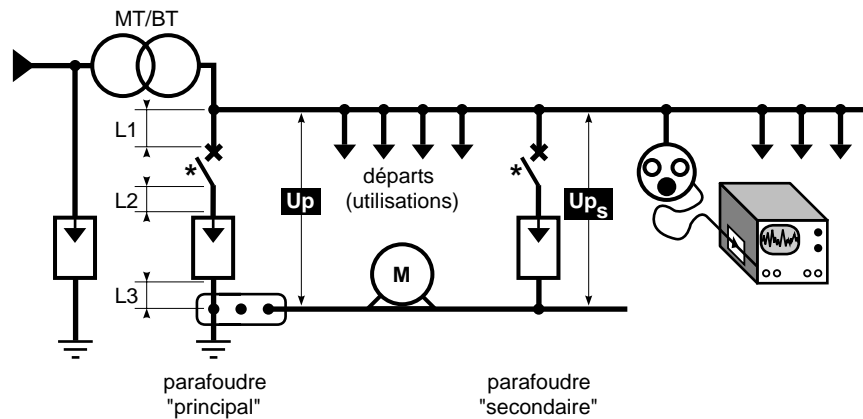 MT/BT
L1
*
*
L2
Up
départs
(utilisations)
Ups
L3
M
parafoudre
"principal"
parafoudre
"secondaire"